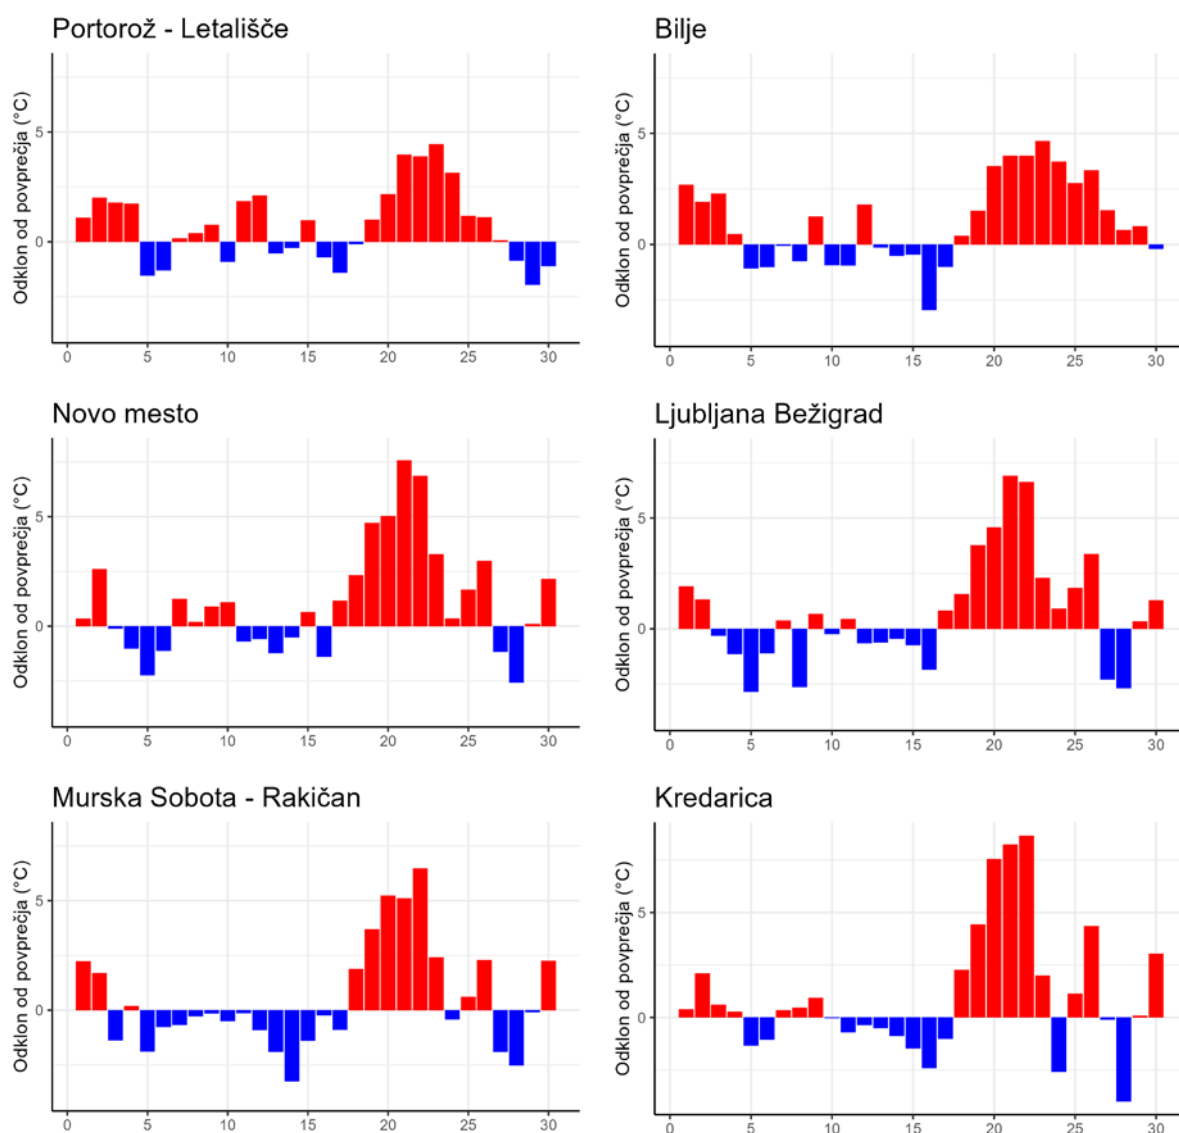 Portorož - Letališče
Odklon od povprečja (°C)
5
0
0 5 10 15 20 25 30
Bilje
Odklon od povprečja (°C)
5
0
0 5 10 15 20 25 30
Novo mesto
Odklon od povprečja (°C)
5
0
0 5 10 15 20 25 30
Ljubljana Bežigrad
Odklon od povprečja (°C)
5
0
0 5 10 15 20 25 30
Murska Sobota - Rakičan
Odklon od povprečja (°C)
5
0
0 5 10 15 20 25 30
Kredarica
Odklon od povprečja (°C)
5
0
0 5 10 15 20 25 30